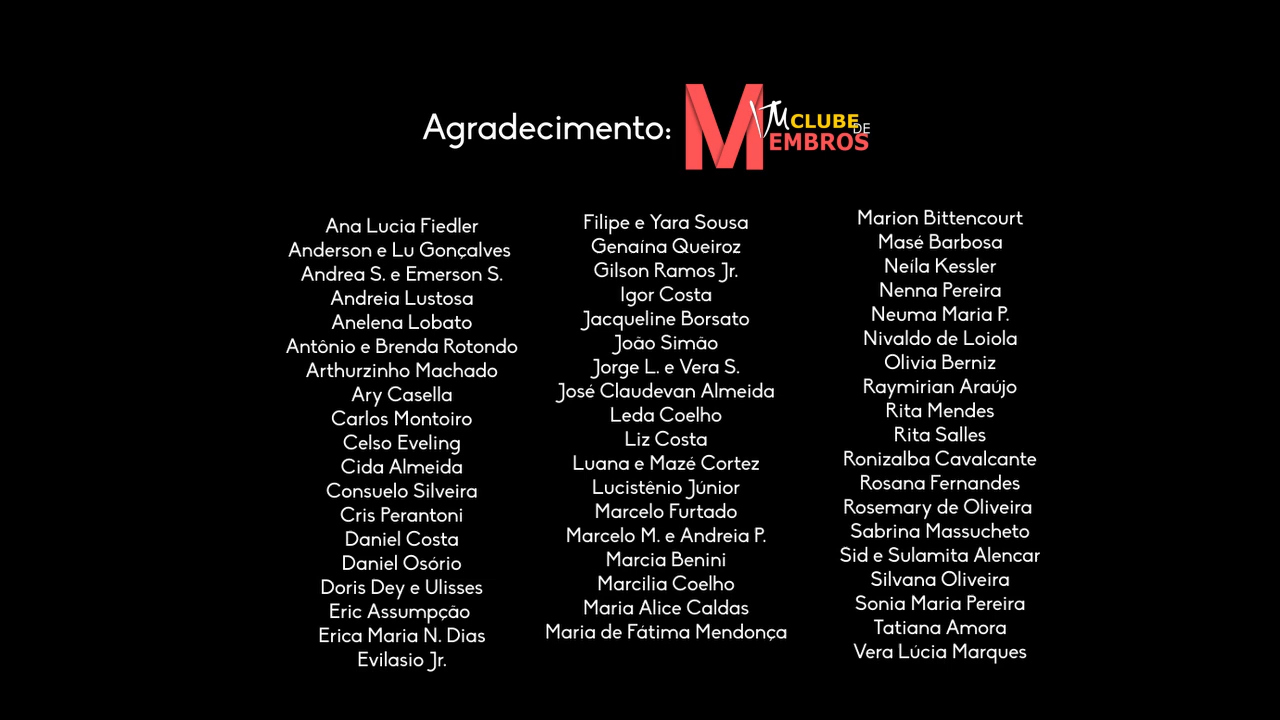 Agradecimento:
VM CLUBE DE
MEMBROS
Ana Lucia Fiedler
Anderson e Lu Gonçalves
Andrea S. e Emerson S.
Andreia Lustosa
Anelena Lobato
Antônio e Brenda Rotondo
Arthurzinho Machado
Ary Casella
Carlos Montoiro
Celso Eveling
Cida Almeida
Consuelo Silveira
Cris Perantoni
Daniel Costa
Daniel Osório
Doris Dey e Ulisses
Eric Assumpção
Erica Maria N. Dias
Evilasio Jr.
Filipe e Yara Sousa
Genaína Queiroz
Gilson Ramos Jr.
Igor Costa
Jacqueline Borsato
João Simão
Jorge L. e Vera S.
José Claudevan Almeida
Leda Coelho
Liz Costa
Luana e Mazé Cortez
Lucistênio Júnior
Marcelo Furtado
Marcelo M. e Andreia P.
Marcia Benini
Marcilia Coelho
Maria Alice Caldas
Maria de Fátima Mendonça
Marion Bittencourt
Masé Barbosa
Neíla Kessler
Nenna Pereira
Neuma Maria P.
Nivaldo de Loiola
Olivia Berniz
Raymirian Araújo
Rita Mendes
Rita Salles
Ronizalba Cavalcante
Rosana Fernandes
Rosemary de Oliveira
Sabrina Massucheto
Sid e Sulamita Alencar
Silvana Oliveira
Sonia Maria Pereira
Tatiana Amora
Vera Lúcia Marques